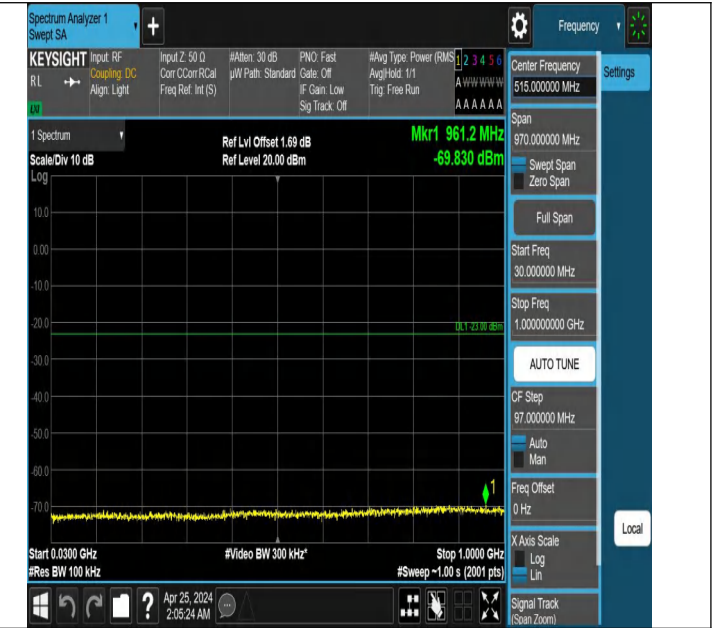 Spectrum Analyzer 1
Swept SA
+
Frequency
KEYSIGHT
RL
Input: RF
Coupling: DC
Align: Light
Input Z: 50 Ω
Corr CCorr RCal
Freq Ref: Int (S)
#Atten: 30 dB
µW Path: Standard
PNO: Fast
Gate: Off
IF Gain: Low
Sig Track: Off
#Avg Type: Power (RMS
Avg|Hold: 1/1
Trig: Free Run
1 2 3 4 5 6
A W W W W W
A A A A A A
1 Spectrum
Scale/Div 10 dB
Log
Ref Lvl Offset 1.69 dB
Ref Level 20.00 dBm
Mkr1 961.2 MHz
-69.830 dBm
10.0
0.00
-10.0
-20.0
-30.0
-40.0
-50.0
-60.0
-70.0
DL1 -23.00 dBm
1
Start 0.0300 GHz
#Res BW 100 kHz
#Video BW 300 kHz*
Stop 1.0000 GHz
#Sweep ~1.00 s (2001 pts)
Center Frequency
515.000000 MHz
Settings
Span
970.000000 MHz
Swept Span
Zero Span
Full Span
Start Freq
30.000000 MHz
Stop Freq
1.000000000 GHz
AUTO TUNE
CF Step
97.000000 MHz
Auto
Man
Freq Offset
0 Hz
X Axis Scale
Log
Lin
Signal Track
(Span Zoom)
Local
?
Apr 25, 2024
2:05:24 AM